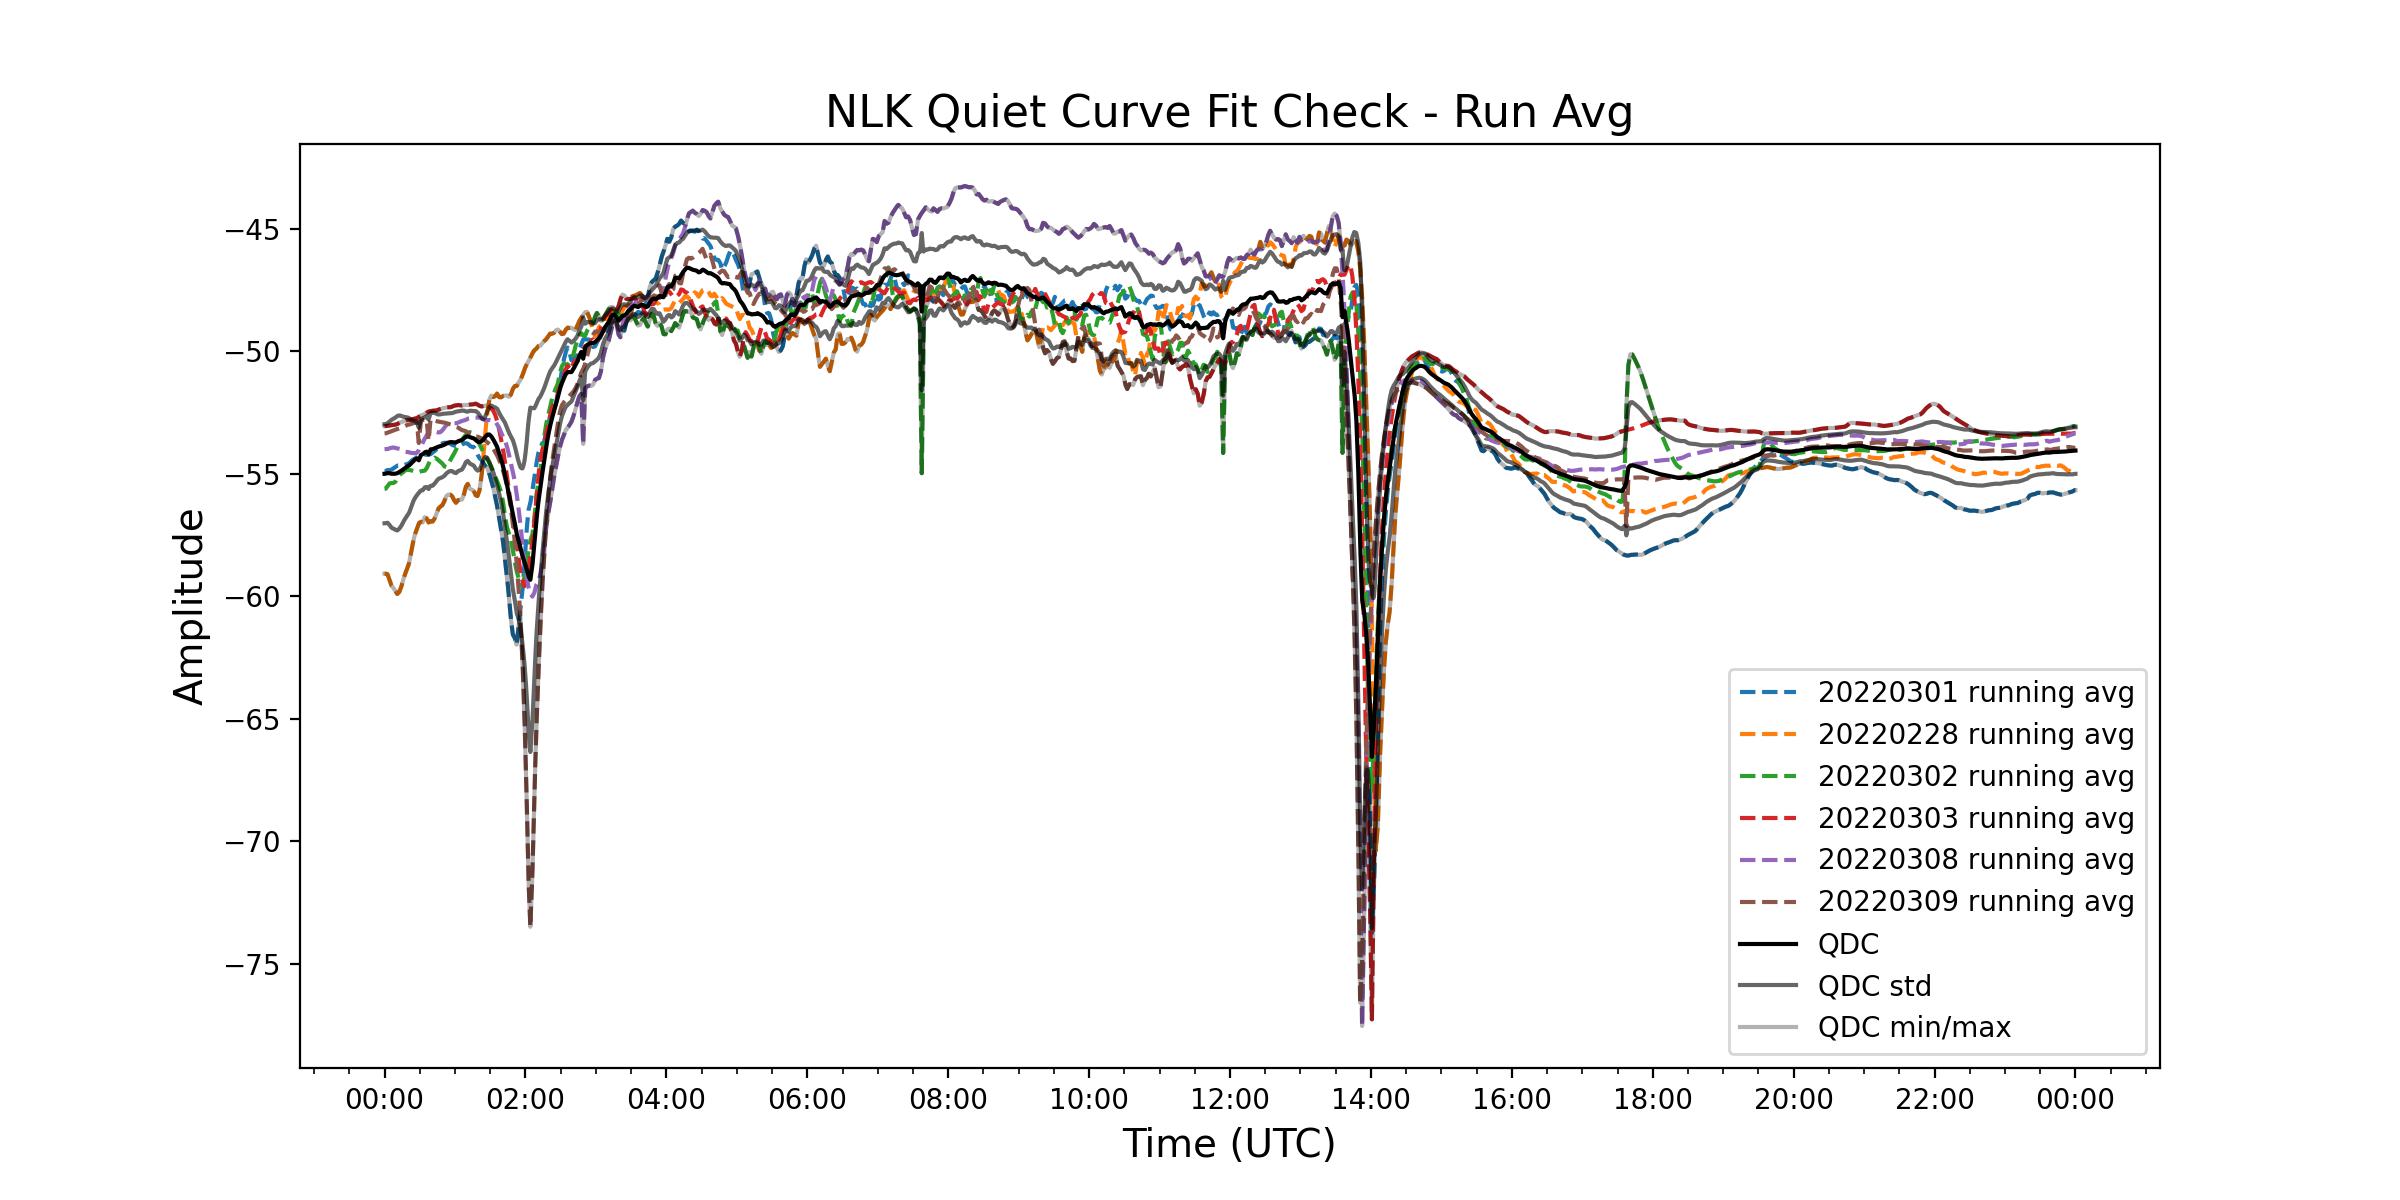 NLK Quiet Curve Fit Check - Run Avg
Amplitude
−45
−50
−55
−60
−65
−70
−75
20220301 running avg
20220228 running avg
20220302 running avg
20220303 running avg
20220308 running avg
20220309 running avg
QDC
QDC std
QDC min/max
00:00 02:00 04:00 06:00 08:00 10:00 12:00 14:00 16:00 18:00 20:00 22:00 00:00
Time (UTC)